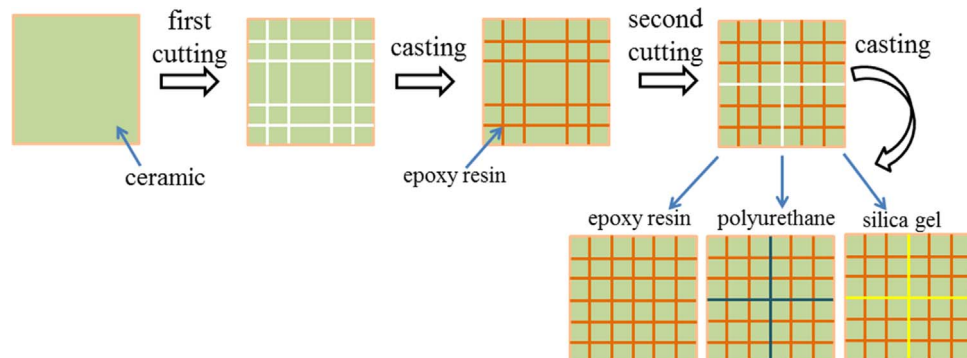 first
cutting
casting
second
cutting
casting
ceramic
epoxy resin
epoxy resin
polyurethane
silica gel